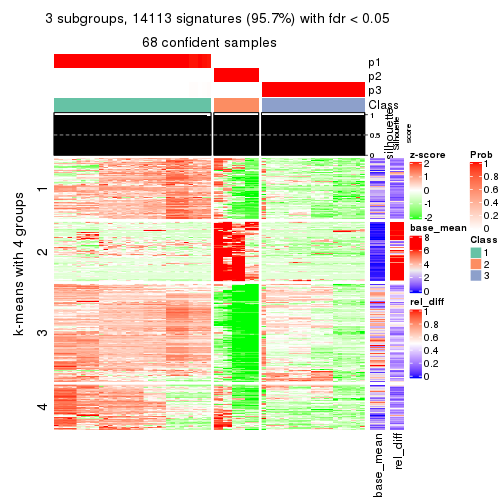 3 subgroups, 14113 signatures (95.7%) with fdr < 0.05
68 confident samples
p1
p2
p3
Class
1
0.5
0
silhouette
Silhouette
score
k-means with 4 groups
1
2
3
4
base_mean
rel_diff
z-score
2
1
0
-1
-2
base_mean
8
6
4
2
0
rel_diff
1
0.8
0.6
0.4
0.2
0
Prob
1
0.8
0.6
0.4
0.2
0
Class
1
2
3